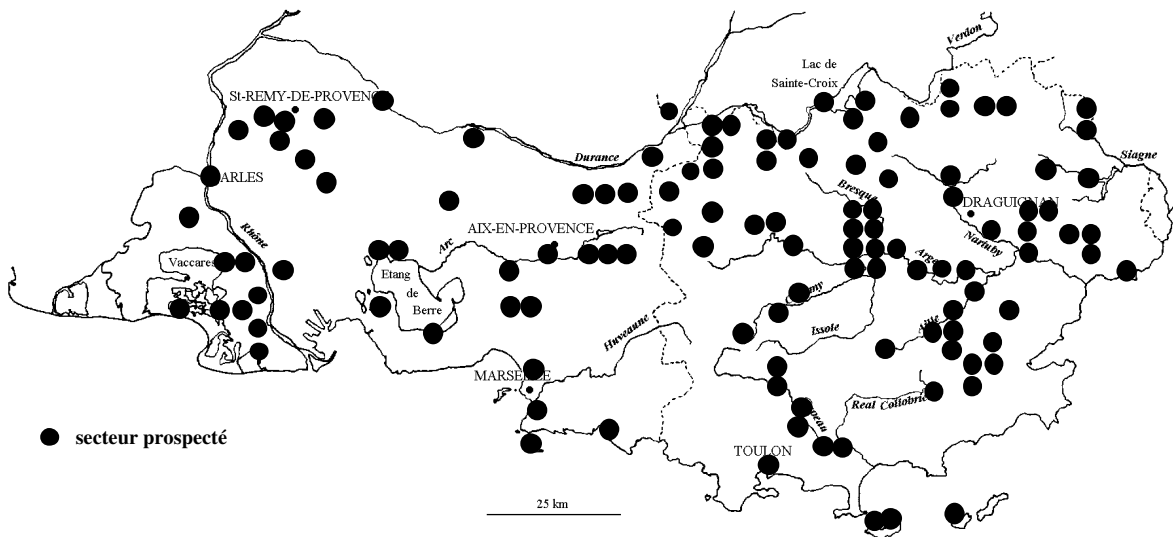 Verdon
Lac de
Sainte-Croix
St-REMY-DE-PROVENCE
Durance
Siagne
ARLES
Bresque
DRAGUIGNAN
Rhône
AIX-EN-PROVENCE
Arc
Nartuby
Vaccares
Etang
de
Berre
Issole
Huveaune
MARSEILLE
Real Collobrier
secteur prospecté
TOULON
25 km